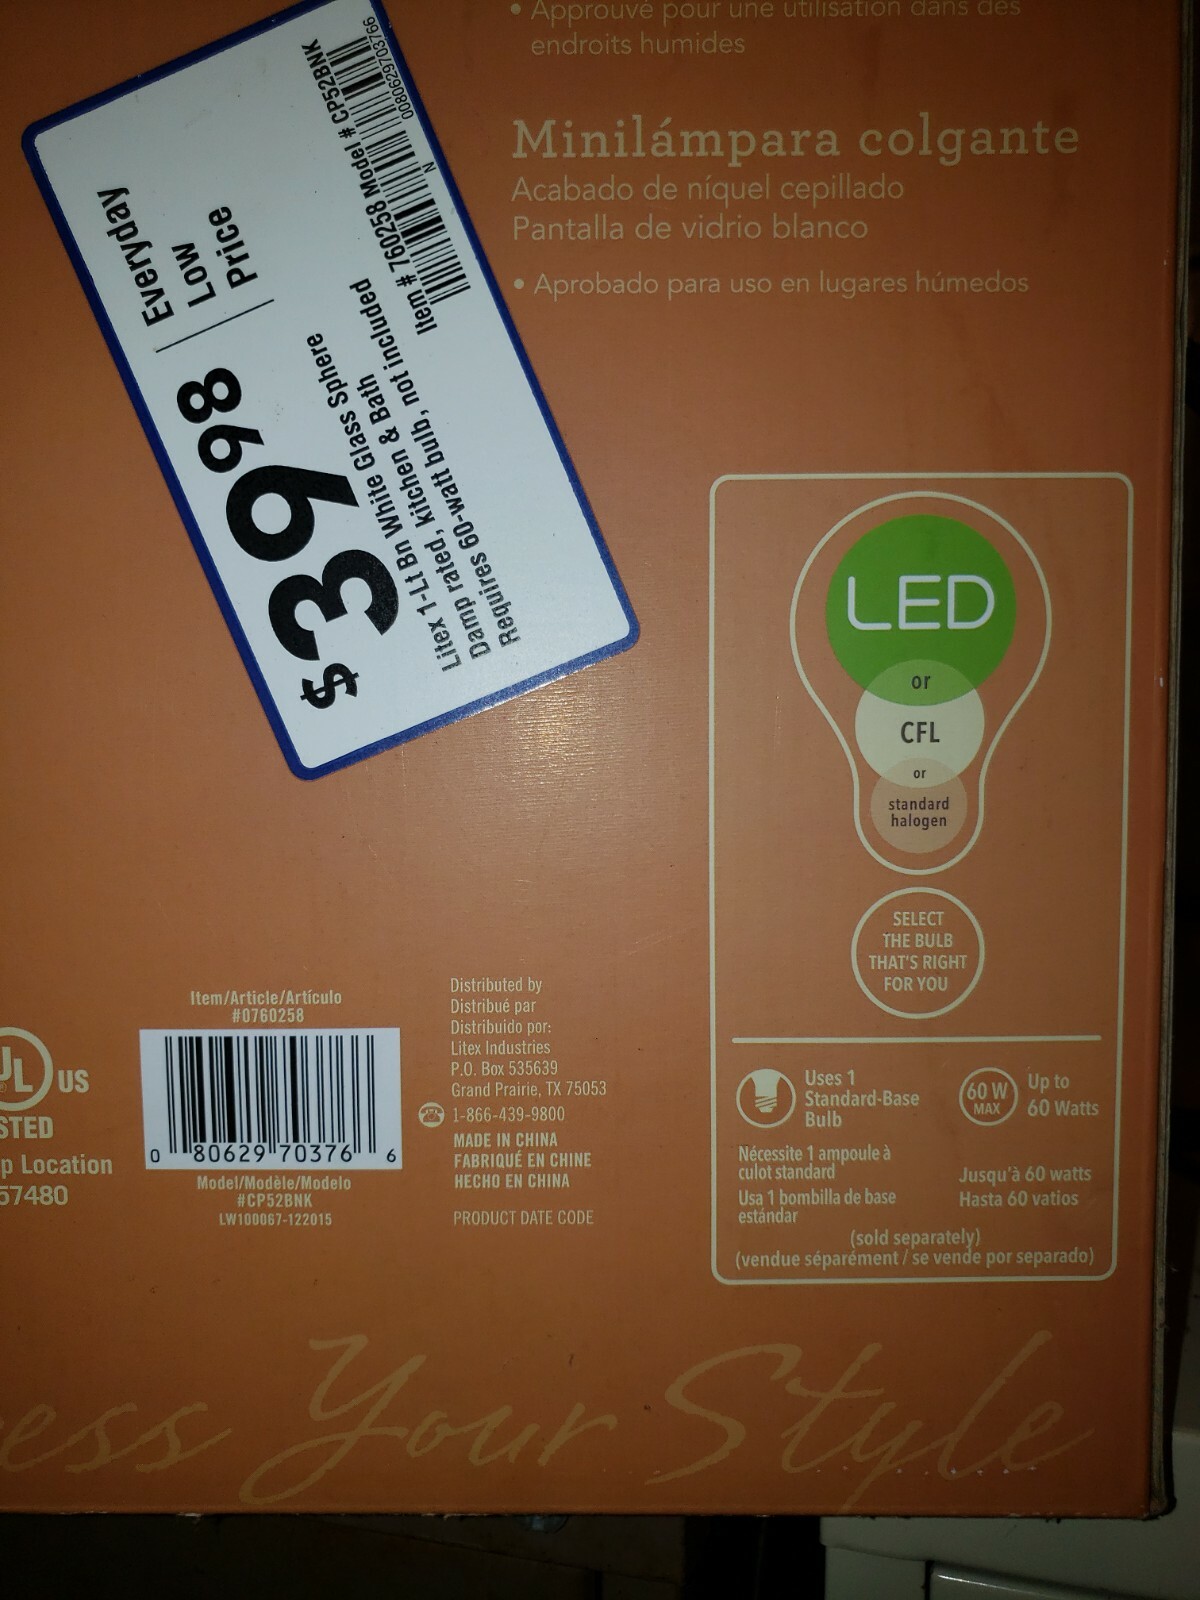 • Approuvé pour une utilisation dans des
endroits humides
Minilámpara colgante
Acabado de níquel cepillado
Pantalla de vidrio blanco
• Aprobado para uso en lugares húmedos
$3998
Everyday
Low
Price
Litex 1-Lt Bn White Glass Sphere
Damp rated, kitchen & Bath
Requires 60-watt bulb, not included
Item # 760258 Model # CP52BNK
N
0080629703766
LED
or
CFL
or
standard
halogen
SELECT
THE BULB
THAT'S RIGHT
FOR YOU
Uses 1
Standard-Base
Bulb
60 W
MAX
Up to
60 Watts
Nécessite 1 ampoule à
culot standard
Jusqu'à 60 watts
Usa 1 bombilla de base
estándar
Hasta 60 vatios
(sold separately)
(vendue séparément / se vende por separado)
UL US
STED
p Location
57480
Item/Article/Artículo
#0760258
0 80629 70376 6
Model/Modèle/Modelo
#CP52BNK
LW100067-122015
Distributed by
Distribué par
Distribuido por:
Litex Industries
P.O. Box 535639
Grand Prairie, TX 75053
1-866-439-9800
MADE IN CHINA
FABRIQUÉ EN CHINE
HECHO EN CHINA
PRODUCT DATE CODE
ess Your Style